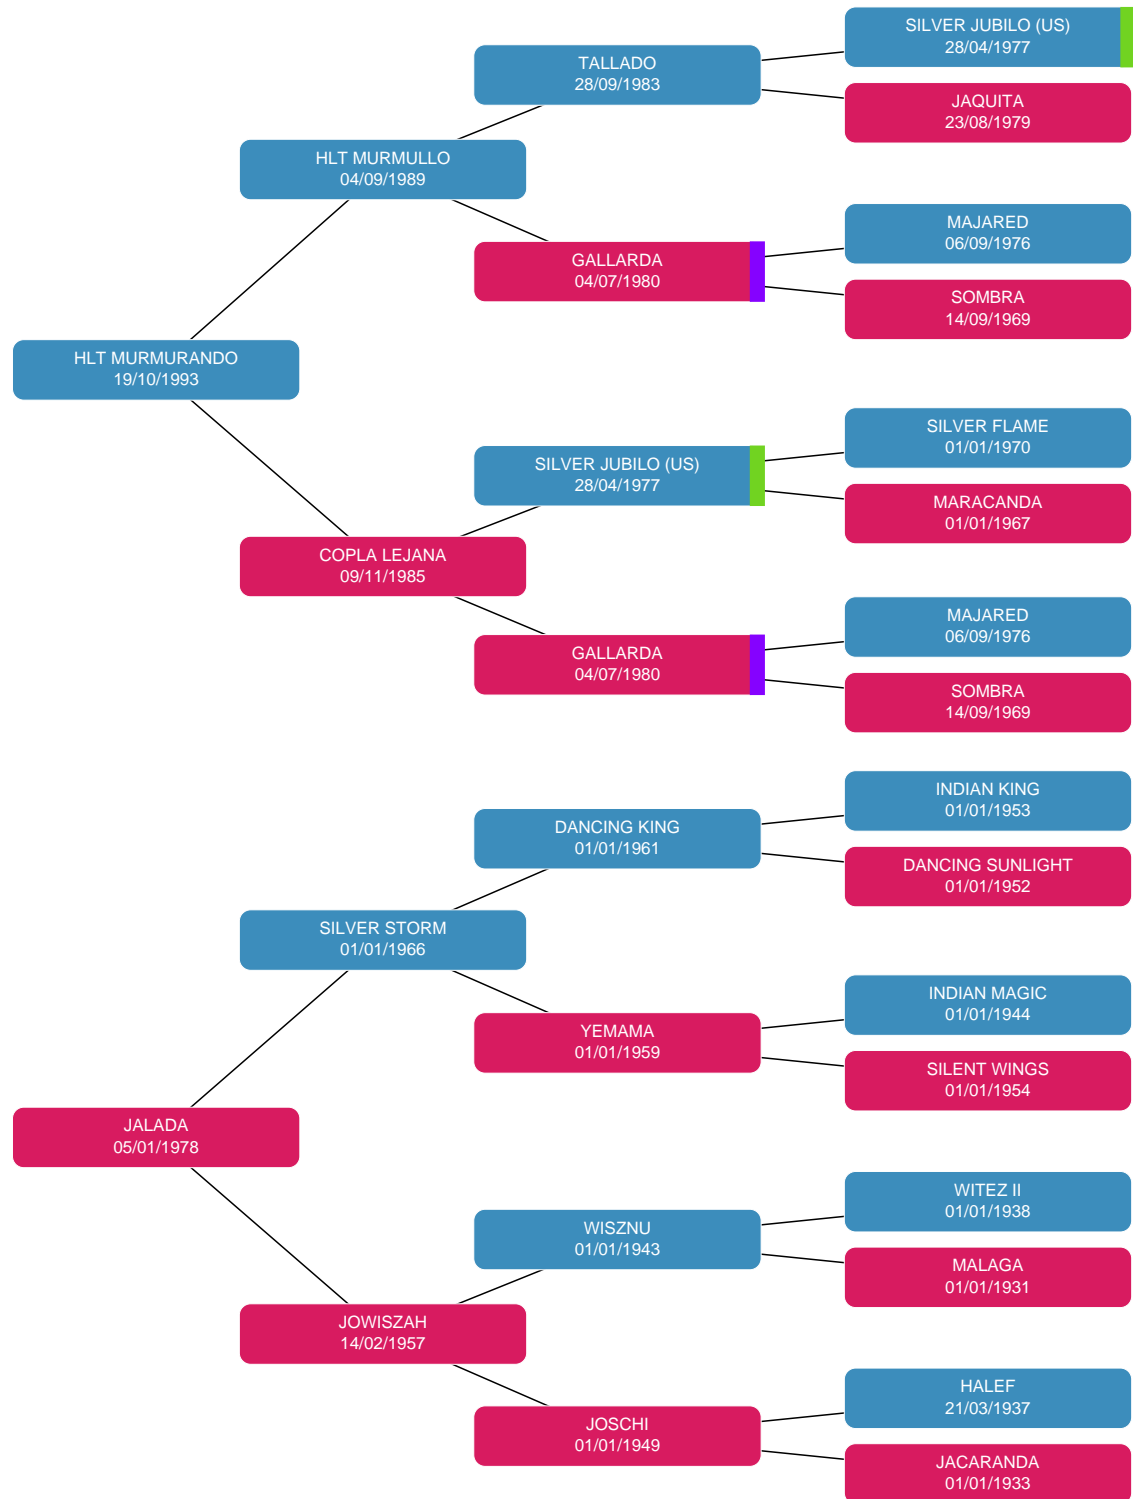 SILVER JUBILO (US)
28/04/1977
TALLADO
28/09/1983
JAQUITA
23/08/1979
HLT MURMULLO
04/09/1989
MAJARED
06/09/1976
GALLARDA
04/07/1980
SOMBRA
14/09/1969
HLT MURMURANDO
19/10/1993
SILVER FLAME
01/01/1970
SILVER JUBILO (US)
28/04/1977
MARACANDA
01/01/1967
COPLA LEJANA
09/11/1985
MAJARED
06/09/1976
GALLARDA
04/07/1980
SOMBRA
14/09/1969
INDIAN KING
01/01/1953
DANCING KING
01/01/1961
DANCING SUNLIGHT
01/01/1952
SILVER STORM
01/01/1966
INDIAN MAGIC
01/01/1944
YEMAMA
01/01/1959
SILENT WINGS
01/01/1954
JALADA
05/01/1978
WITEZ II
01/01/1938
WISZNU
01/01/1943
MALAGA
01/01/1931
JOWISZAH
14/02/1957
HALEF
21/03/1937
JOSCHI
01/01/1949
JACARANDA
01/01/1933